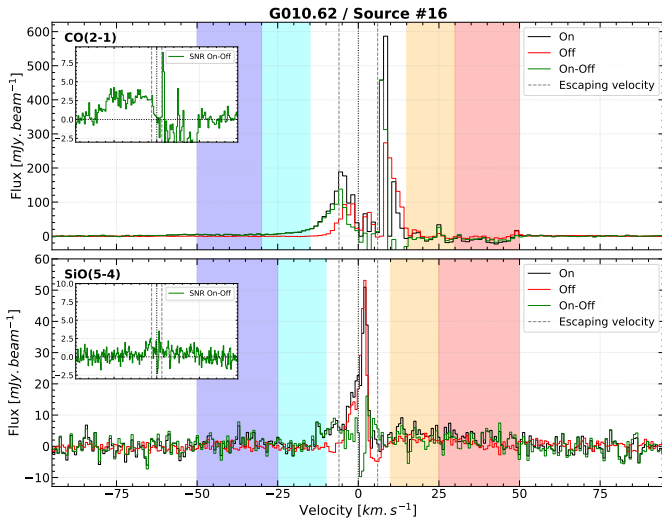 G010.62 / Source #16
CO(2-1)
SNR On-Off
10.0
7.5
5.0
2.5
0.0
−2.5
On
Off
On-Off
Escaping velocity
600
500
400
300
200
100
0
Flux [mJy.beam⁻¹]
SiO(5-4)
SNR On-Off
10.0
7.5
5.0
2.5
0.0
−2.5
On
Off
On-Off
Escaping velocity
60
50
40
30
20
10
0
−10
Flux [mJy.beam⁻¹]
−75 −50 −25 0 25 50 75
Velocity [km.s⁻¹]